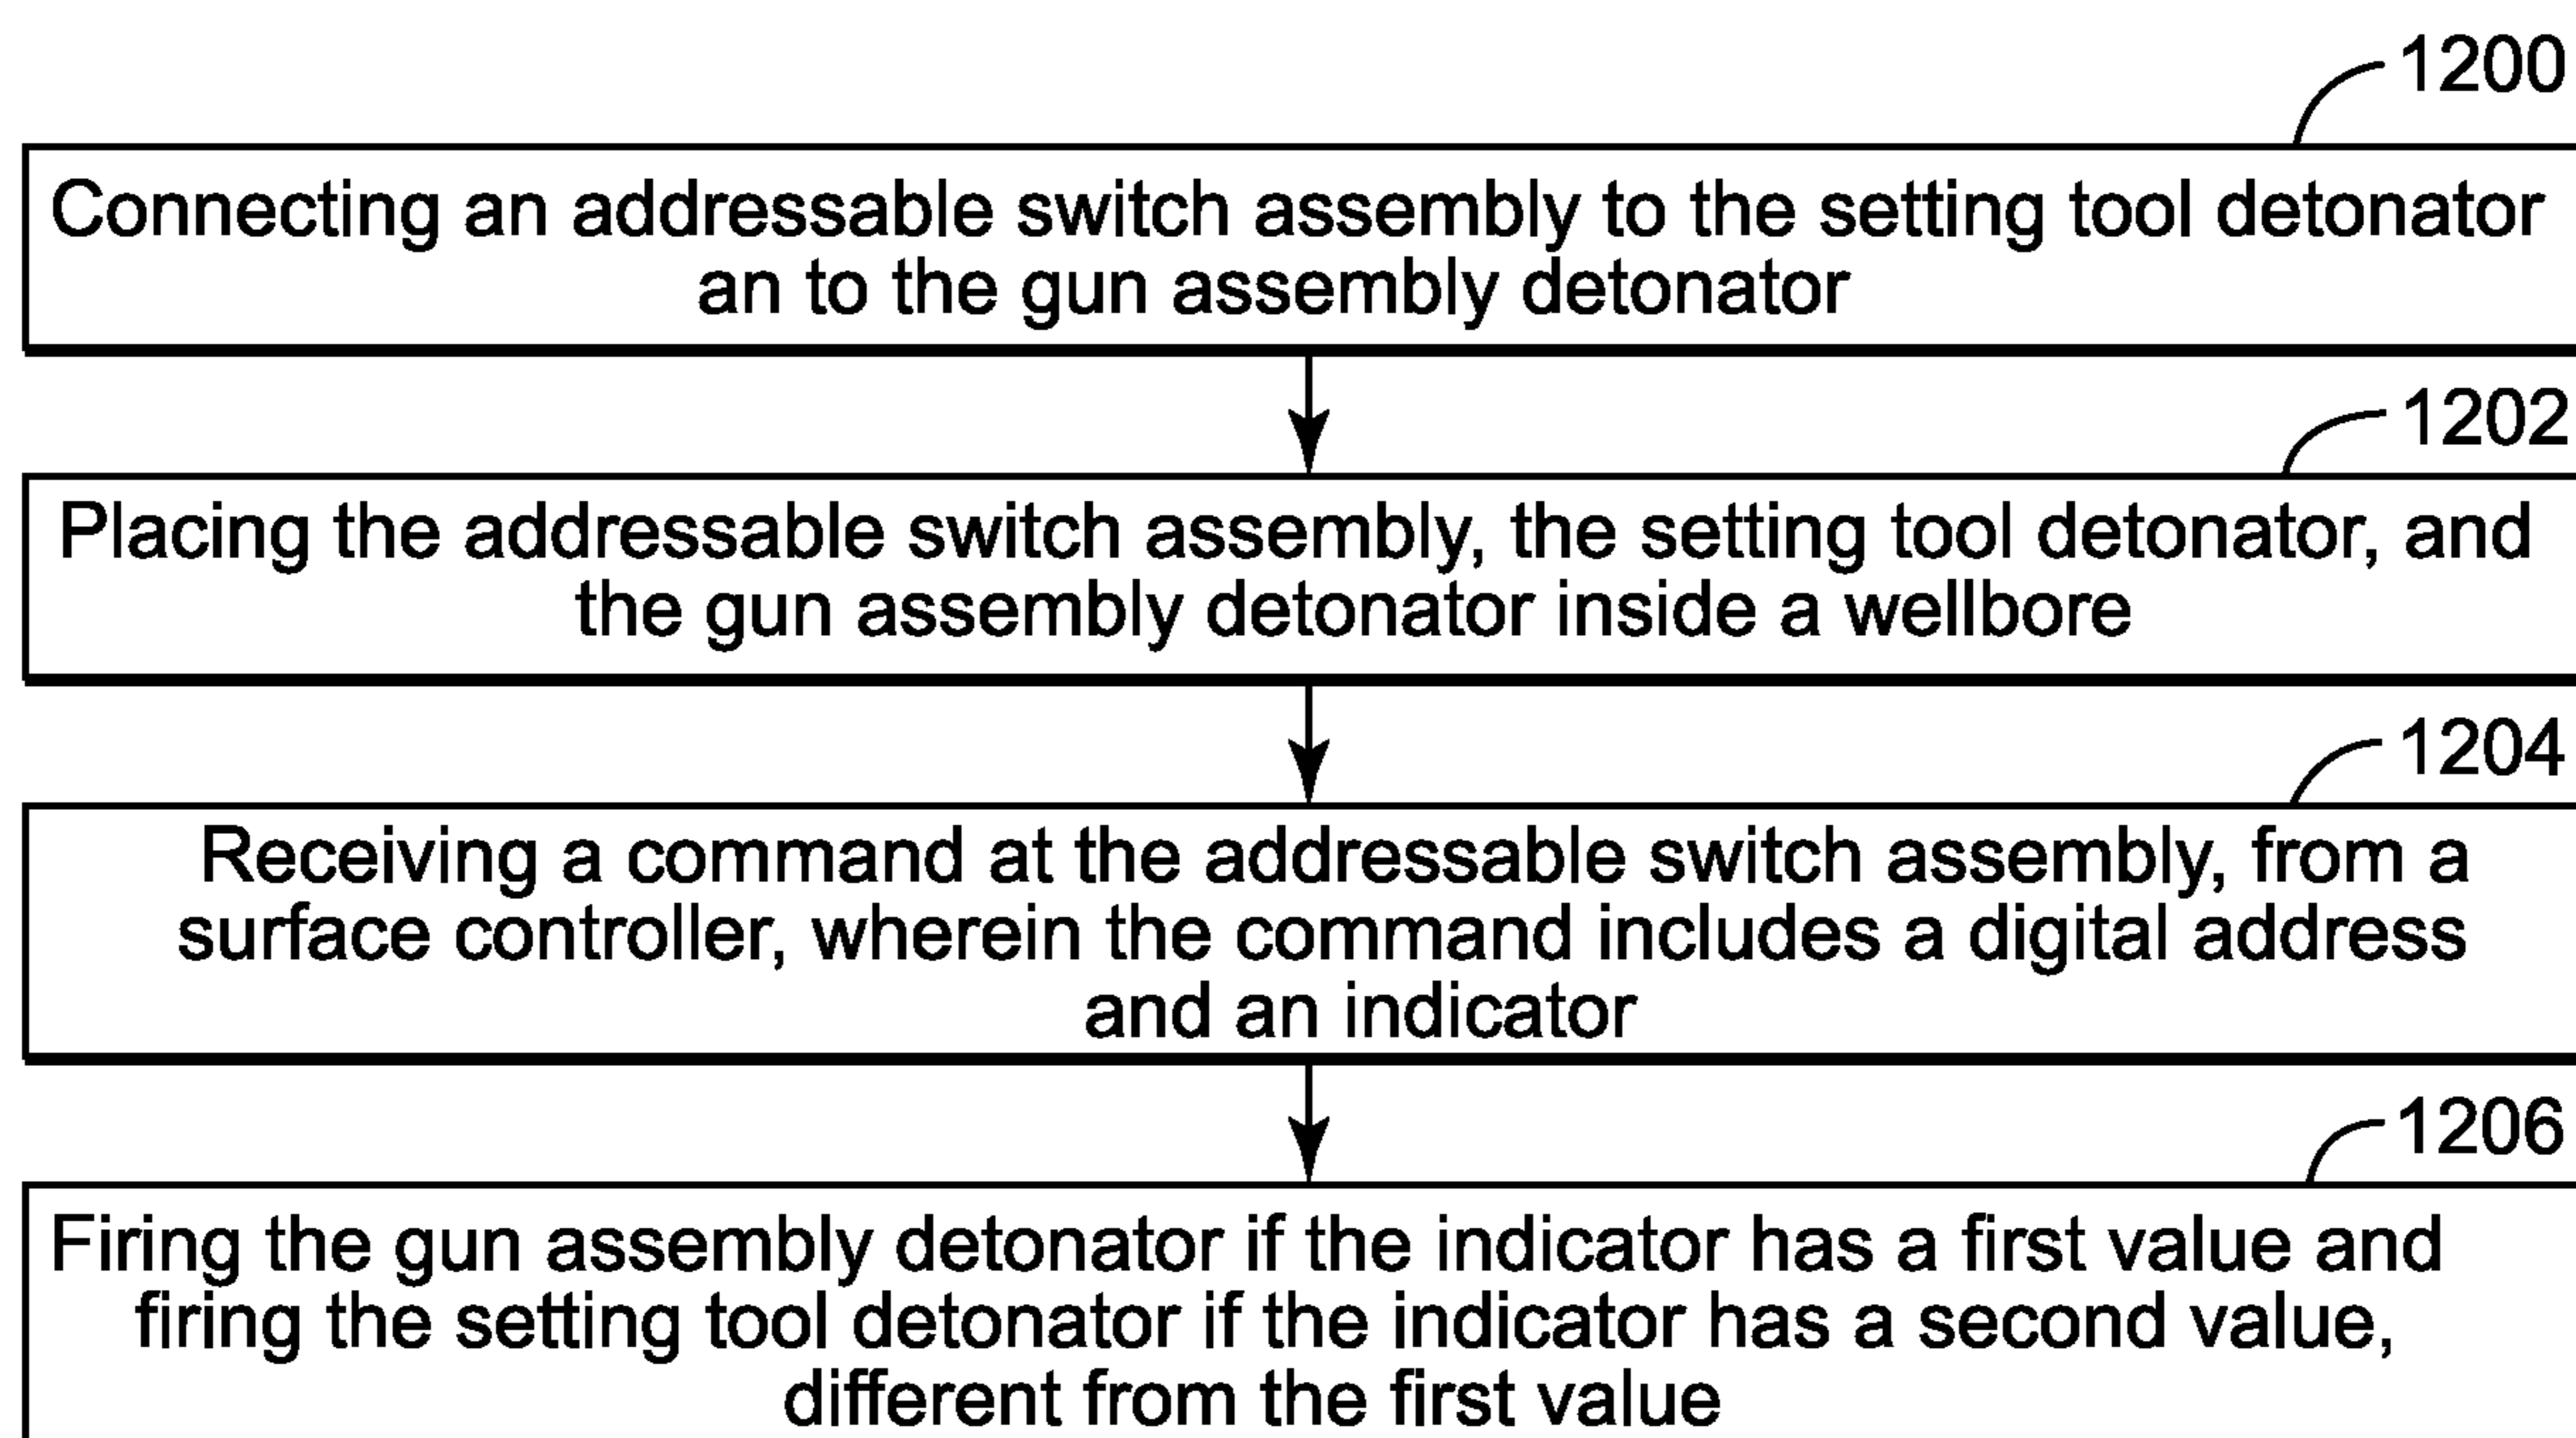 1200
Connecting an addressable switch assembly to the setting tool detonator
an to the gun assembly detonator
1202
Placing the addressable switch assembly, the setting tool detonator, and
the gun assembly detonator inside a wellbore
1204
Receiving a command at the addressable switch assembly, from a
surface controller, wherein the command includes a digital address
and an indicator
1206
Firing the gun assembly detonator if the indicator has a first value and
firing the setting tool detonator if the indicator has a second value,
different from the first value